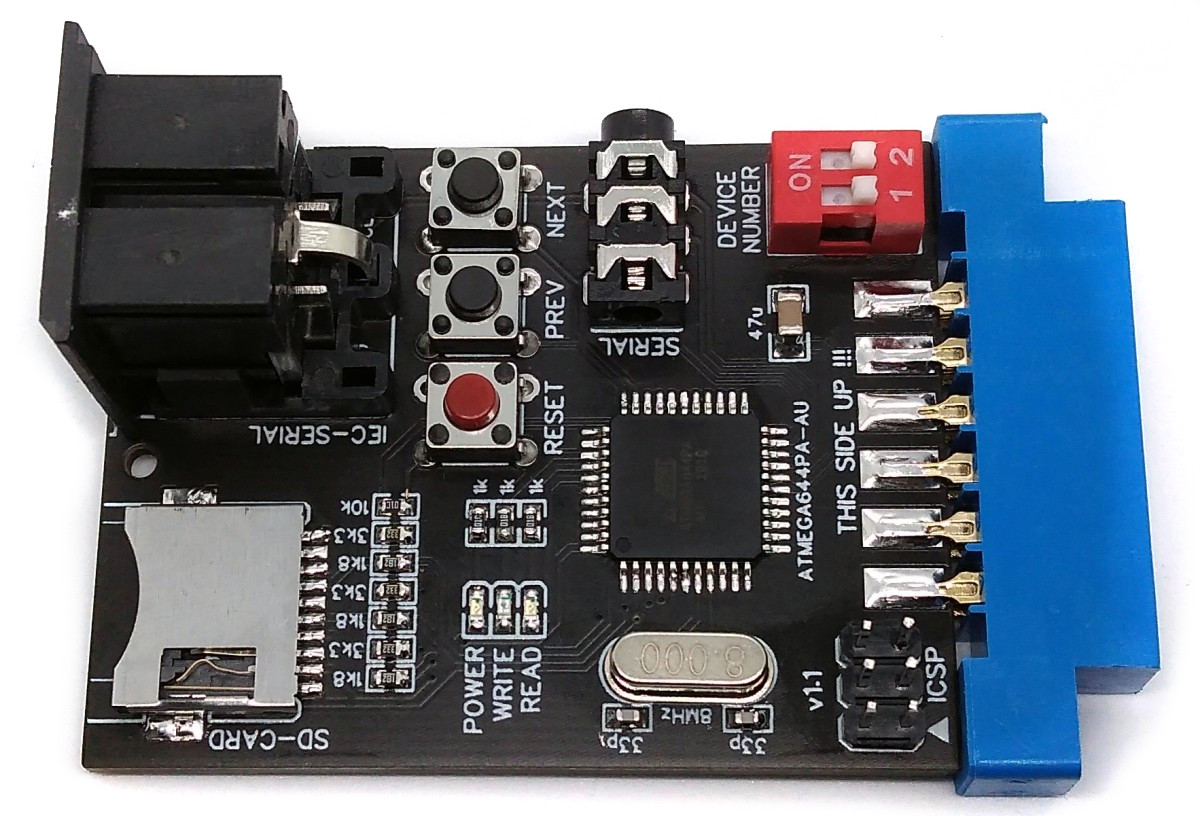 ON
1 2
DEVICE
NUMBER
NEXT
PREV
RESET
SERIAL
47u
IEC-SERIAL
THIS SIDE UP !!!
ATMEGA644PA-AU
10k
3k3
1k8
3k3
1k8
3k3
1k8
1k
1k
1k
POWER
WRITE
READ
8.000
8MHz
33p
33p
v1.1
ICSP
SD-CARD